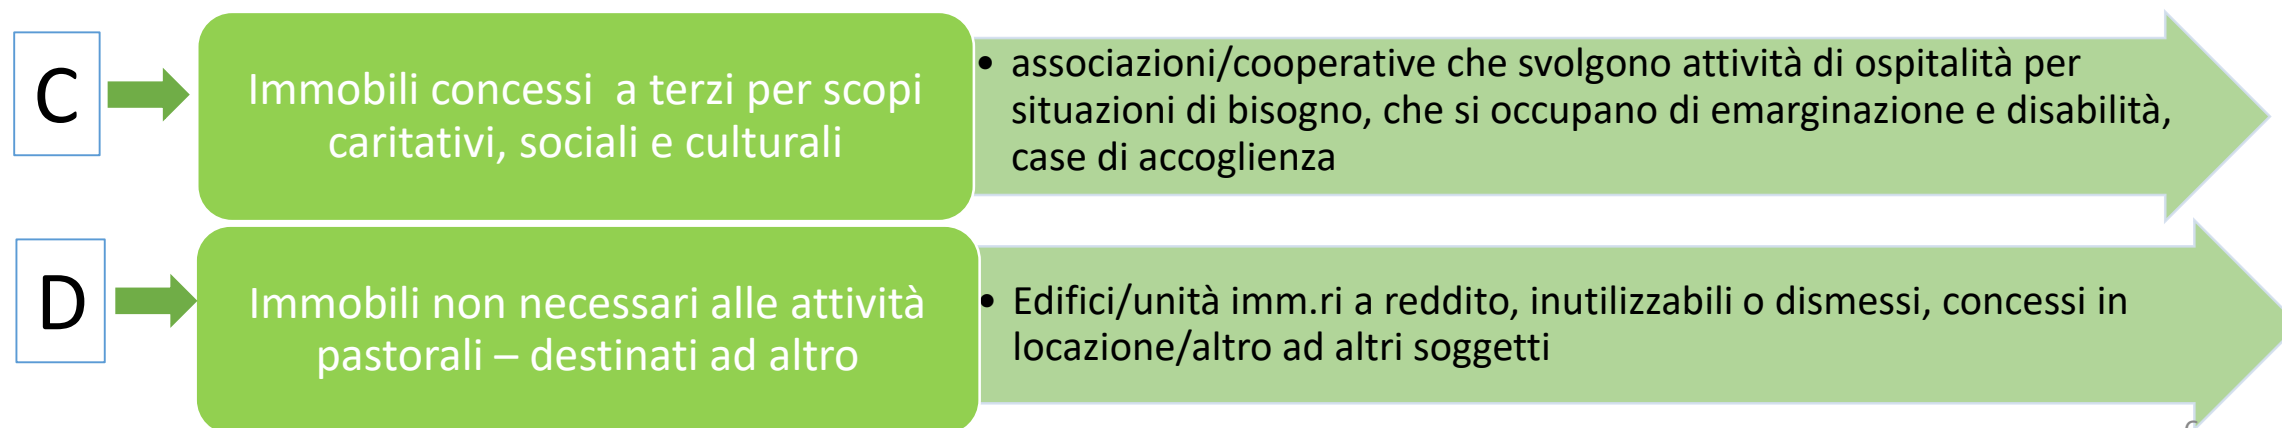 C
Immobili concessi a terzi per scopi
caritativi, sociali e culturali
• associazioni/cooperative che svolgono attività di ospitalità per
situazioni di bisogno, che si occupano di emarginazione e disabilità,
case di accoglienza
D
Immobili non necessari alle attività
pastorali – destinati ad altro
• Edifici/unità imm.ri a reddito, inutilizzabili o dismessi, concessi in
locazione/altro ad altri soggetti